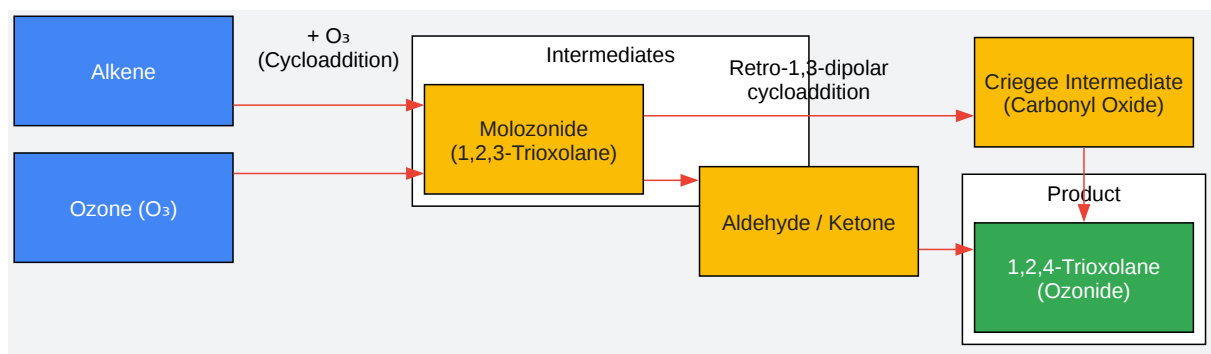 Alkene
+ O₃
(Cycloaddition)
Intermediates
Molozonide
(1,2,3-Trioxolane)
Retro-1,3-dipolar
cycloaddition
Criegee Intermediate
(Carbonyl Oxide)
Ozone (O₃)
Aldehyde / Ketone
Product
1,2,4-Trioxolane
(Ozonide)